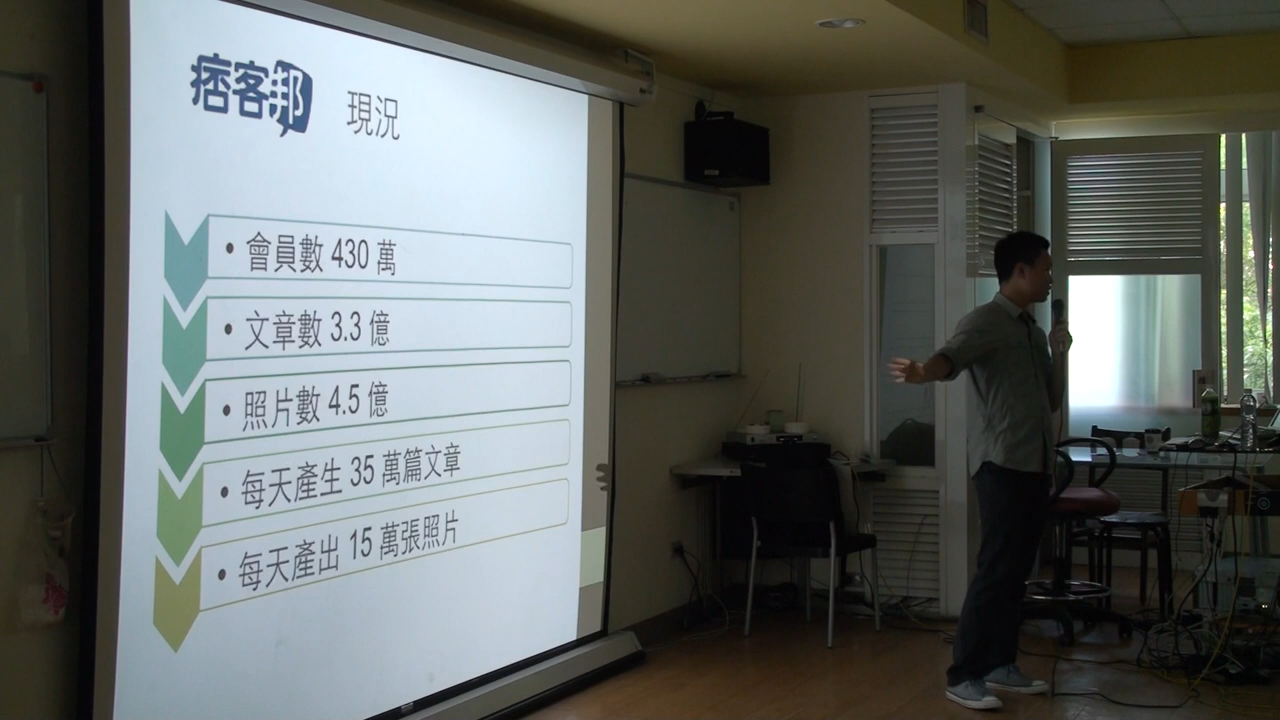 痞客邦 現況
• 會員數 430 萬
• 文章數 3.3 億
• 照片數 4.5 億
• 每天產生 35 萬篇文章
• 每天產出 15 萬張照片